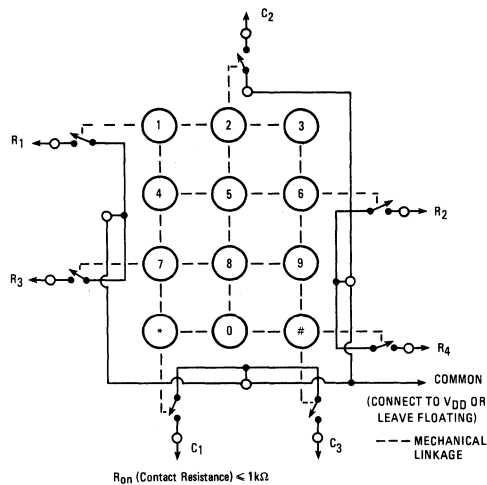 C2
1 2 3
R1
4 5 6
R2
7 8 9
R3
* 0 #
R4
COMMON
(CONNECT TO VDD OR
LEAVE FLOATING)
MECHANICAL
LINKAGE
C1
C3
Ron (Contact Resistance) ≤ 1kΩ